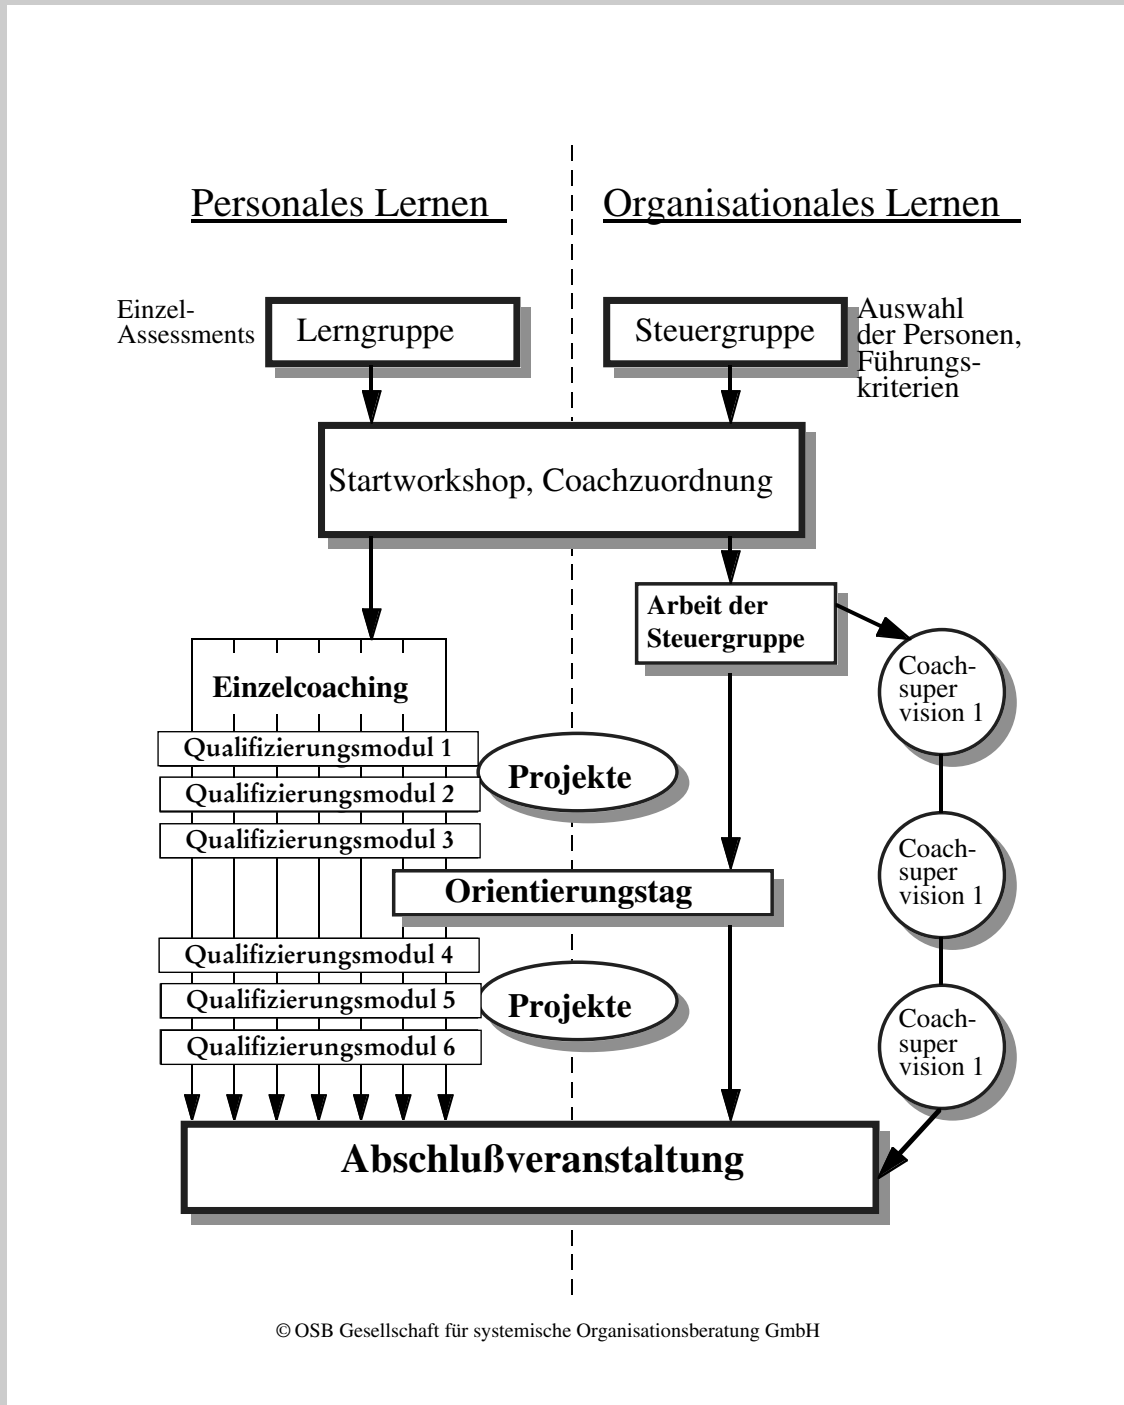 Personales Lernen
Organisationales Lernen
Einzel-
Assessments
Lerngruppe
Steuergruppe
Auswahl
der Personen,
Führungs-
kriterien
Startworkshop, Coachzuordnung
Arbeit der
Steuergruppe
Coach-
super
vision 1
Einzelcoaching
Qualifizierungsmodul 1
Qualifizierungsmodul 2
Qualifizierungsmodul 3
Projekte
Coach-
super
vision 1
Orientierungstag
Qualifizierungsmodul 4
Qualifizierungsmodul 5
Qualifizierungsmodul 6
Projekte
Coach-
super
vision 1
Abschlußveranstaltung
© OSB Gesellschaft für systemische Organisationsberatung GmbH